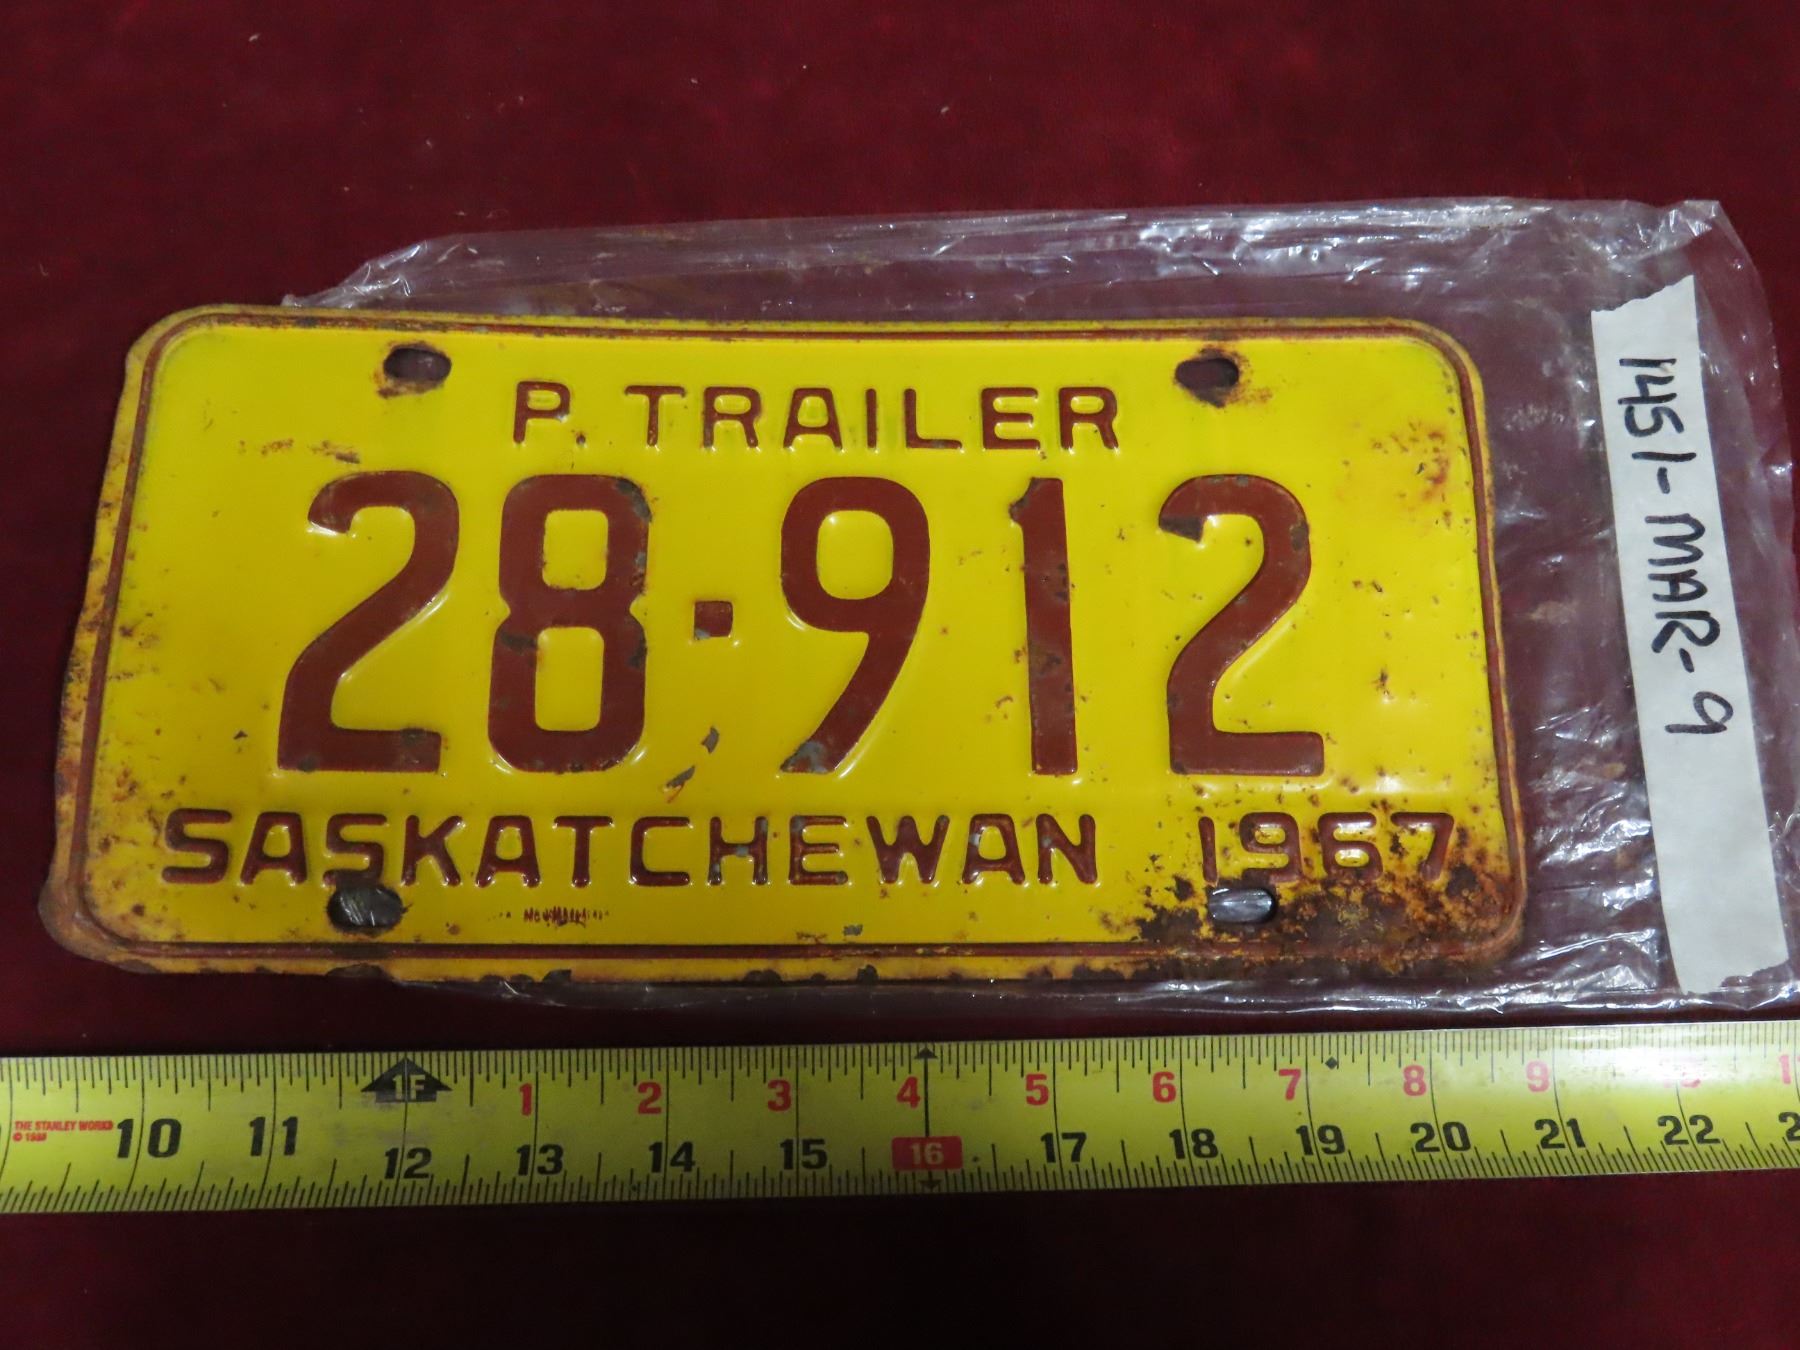 P. TRAILER
28·912
SASKATCHEWAN 1967
1451-MAR-9
1F 1 2 3 4 5 6 7 8 9
THE STANLEY WORKS
10 11 12 13 14 15 16 17 18 19 20 21 22